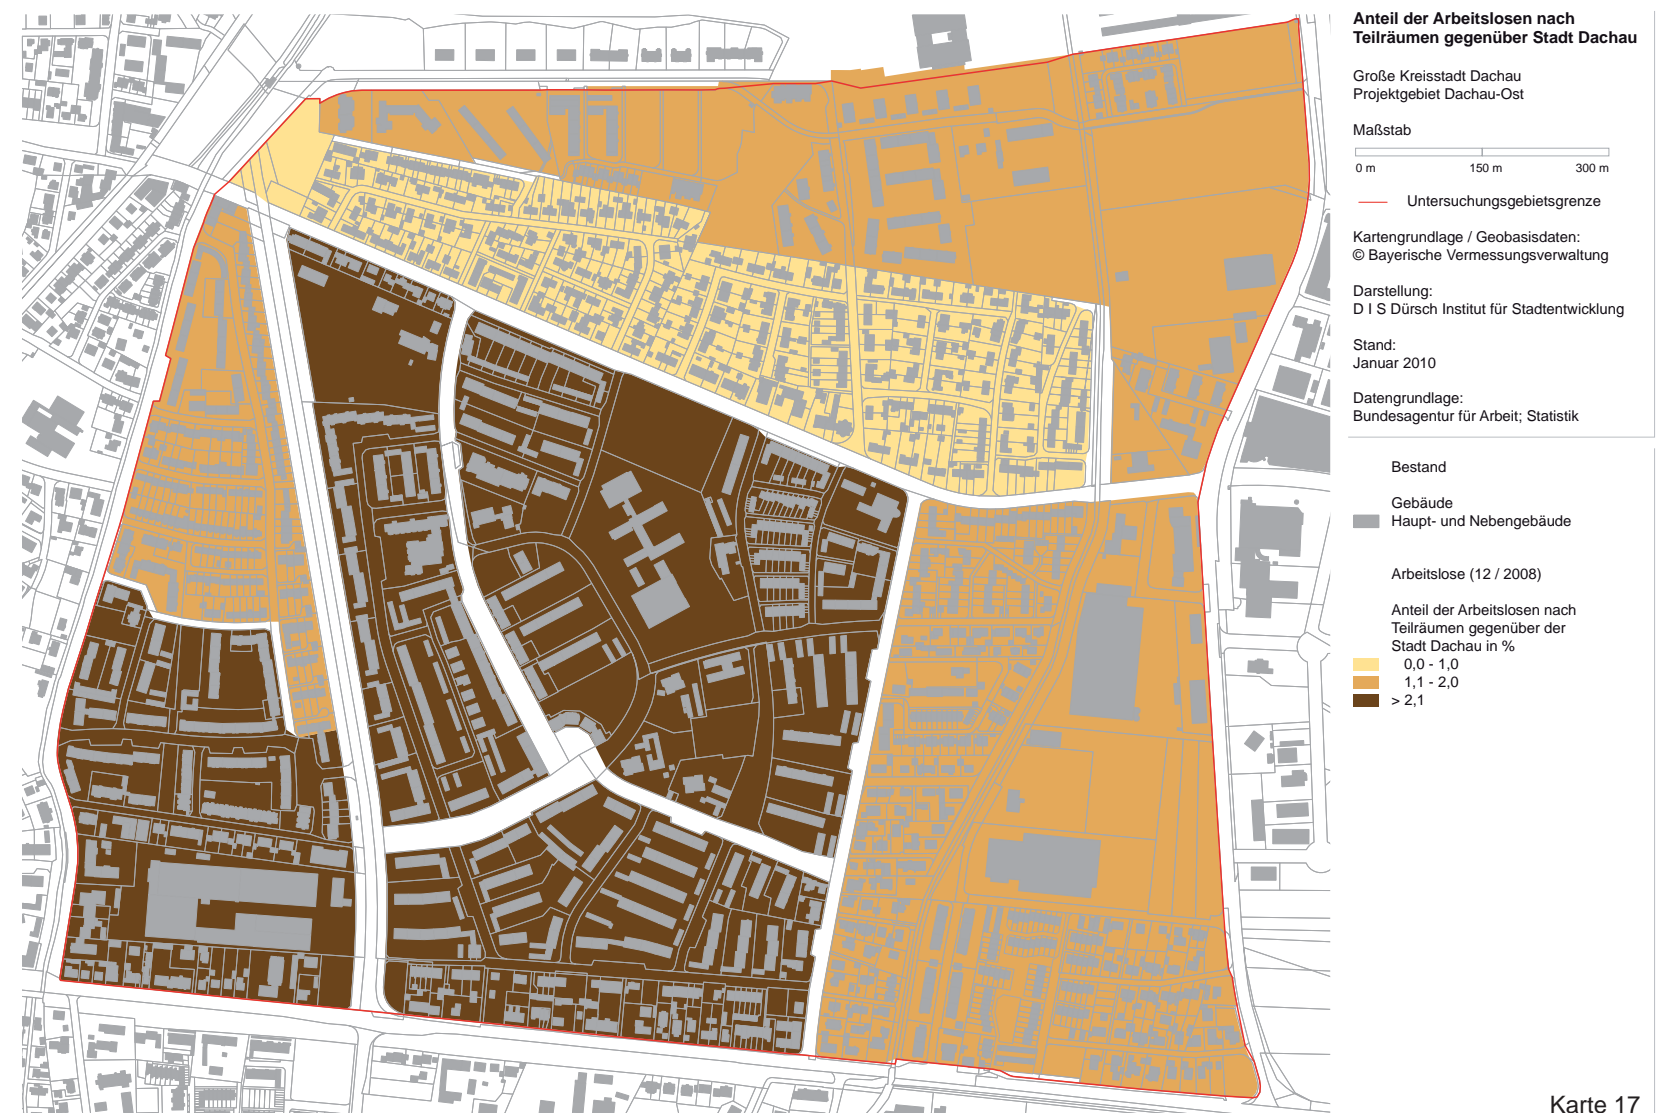 Anteil der Arbeitslosen nach
Teilräumen gegenüber Stadt Dachau
Große Kreisstadt Dachau
Projektgebiet Dachau-Ost
Maßstab
0 m 150 m 300 m
Untersuchungsgebietsgrenze
Kartengrundlage / Geobasisdaten:
© Bayerische Vermessungsverwaltung
Darstellung:
D I S Dürsch Institut für Stadtentwicklung
Stand:
Januar 2010
Datengrundlage:
Bundesagentur für Arbeit; Statistik
Bestand
Gebäude
Haupt- und Nebengebäude
Arbeitslose (12 / 2008)
Anteil der Arbeitslosen nach
Teilräumen gegenüber der
Stadt Dachau in %
0,0 - 1,0
1,1 - 2,0
> 2,1
Karte 17